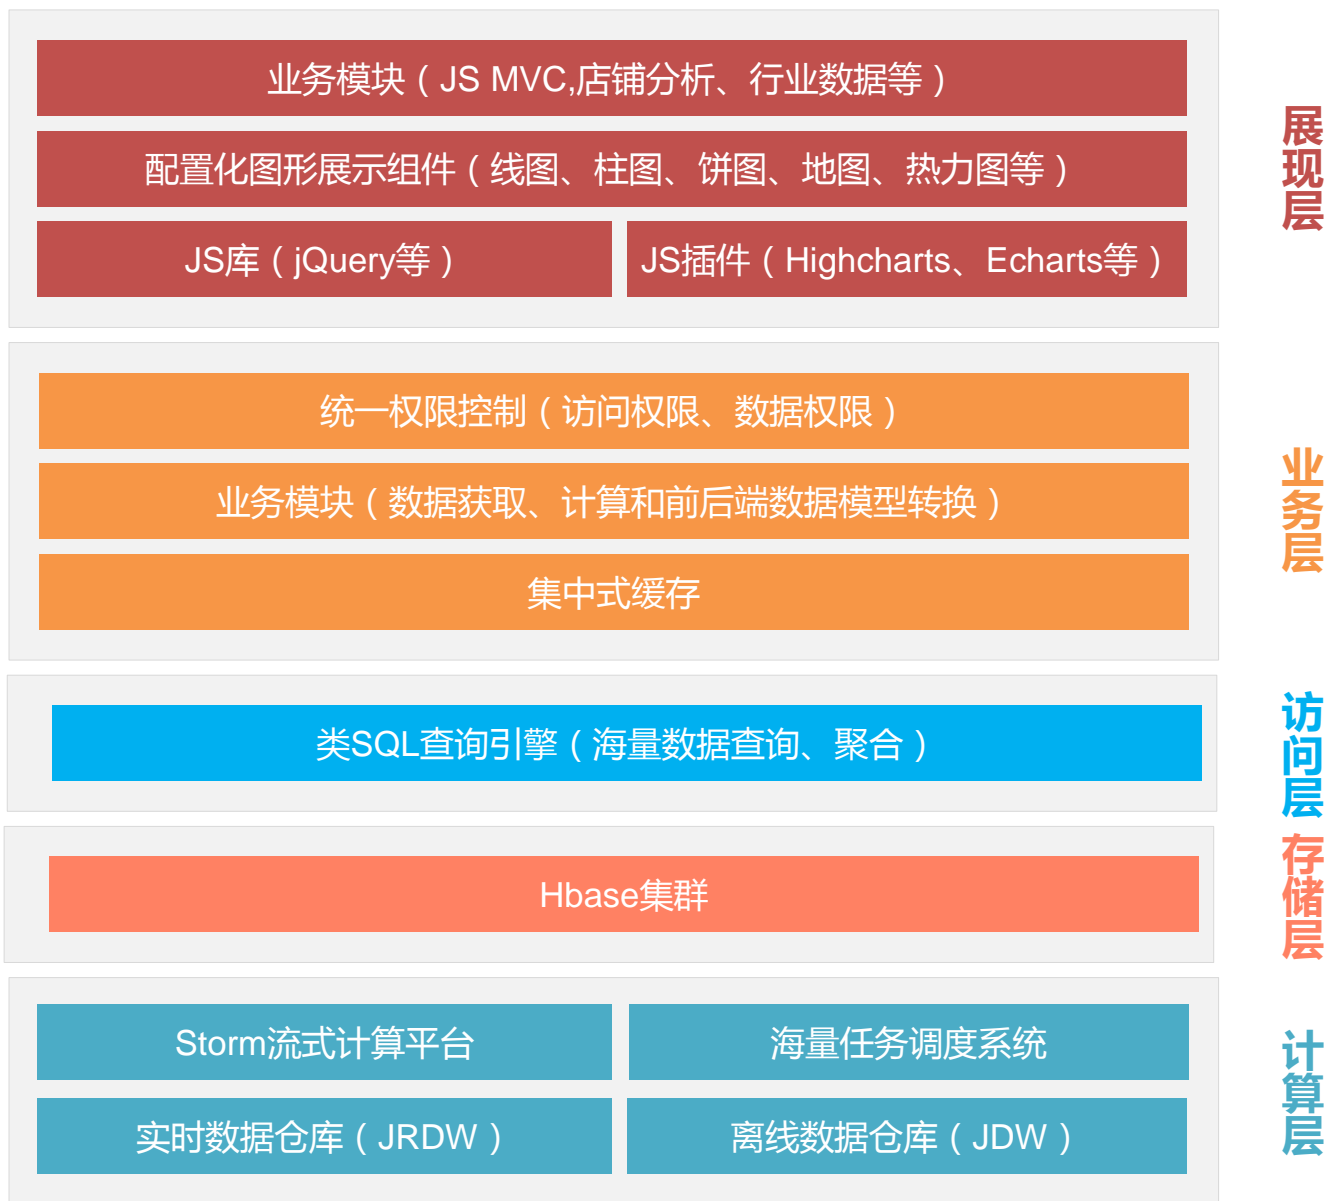 业务模块（JS MVC,店铺分析、行业数据等）
配置化图形展示组件（线图、柱图、饼图、地图、热力图等）
JS库（jQuery等）
JS插件（Highcharts、Echarts等）
展现层
统一权限控制（访问权限、数据权限）
业务模块（数据获取、计算和前后端数据模型转换）
集中式缓存
业务层
类SQL查询引擎（海量数据查询、聚合）
访问层
Hbase集群
存储层
Storm流式计算平台
海量任务调度系统
实时数据仓库（JRDW）
离线数据仓库（JDW）
计算层